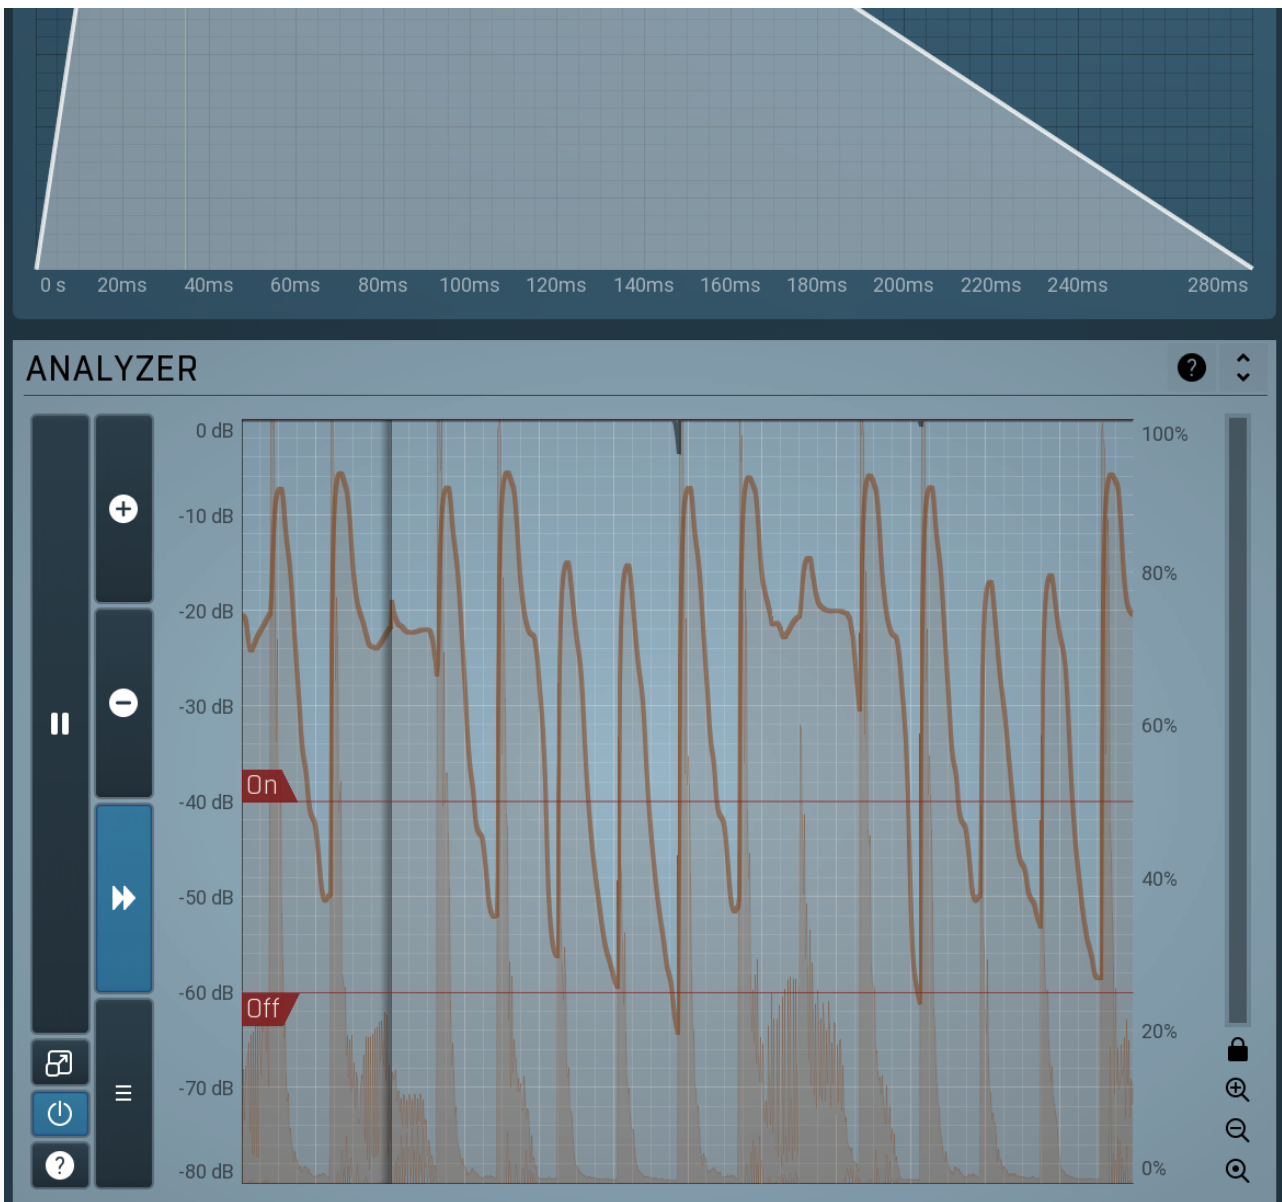 0 s 20ms 40ms 60ms 80ms 100ms 120ms 140ms 160ms 180ms 200ms 220ms 240ms 280ms
ANALYZER
?
0 dB 100%
-10 dB
80%
-20 dB
-30 dB
60%
On
-40 dB
40%
-50 dB
-60 dB
Off
20%
-70 dB
?
-80 dB 0%